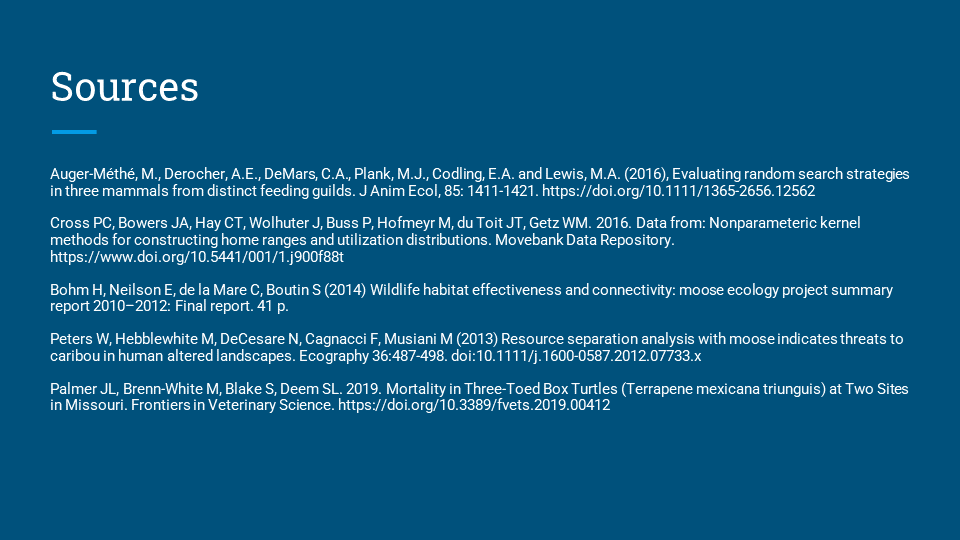 Sources
Auger-Méthé, M., Derocher, A.E., DeMars, C.A., Plank, M.J., Codling, E.A. and Lewis, M.A. (2016), Evaluating random search strategies
in three mammals from distinct feeding guilds. J Anim Ecol, 85: 1411-1421. https://doi.org/10.1111/1365-2656.12562
Cross PC, Bowers JA, Hay CT, Wolhuter J, Buss P, Hofmeyr M, du Toit JT, Getz WM. 2016. Data from: Nonparameteric kernel
methods for constructing home ranges and utilization distributions. Movebank Data Repository.
https://www.doi.org/10.5441/001/1.j900f88t
Bohm H, Neilson E, de la Mare C, Boutin S (2014) Wildlife habitat effectiveness and connectivity: moose ecology project summary
report 2010–2012: Final report. 41 p.
Peters W, Hebblewhite M, DeCesare N, Cagnacci F, Musiani M (2013) Resource separation analysis with moose indicates threats to
caribou in human altered landscapes. Ecography 36:487-498. doi:10.1111/j.1600-0587.2012.07733.x
Palmer JL, Brenn-White M, Blake S, Deem SL. 2019. Mortality in Three-Toed Box Turtles (Terrapene mexicana triunguis) at Two Sites
in Missouri. Frontiers in Veterinary Science. https://doi.org/10.3389/fvets.2019.00412